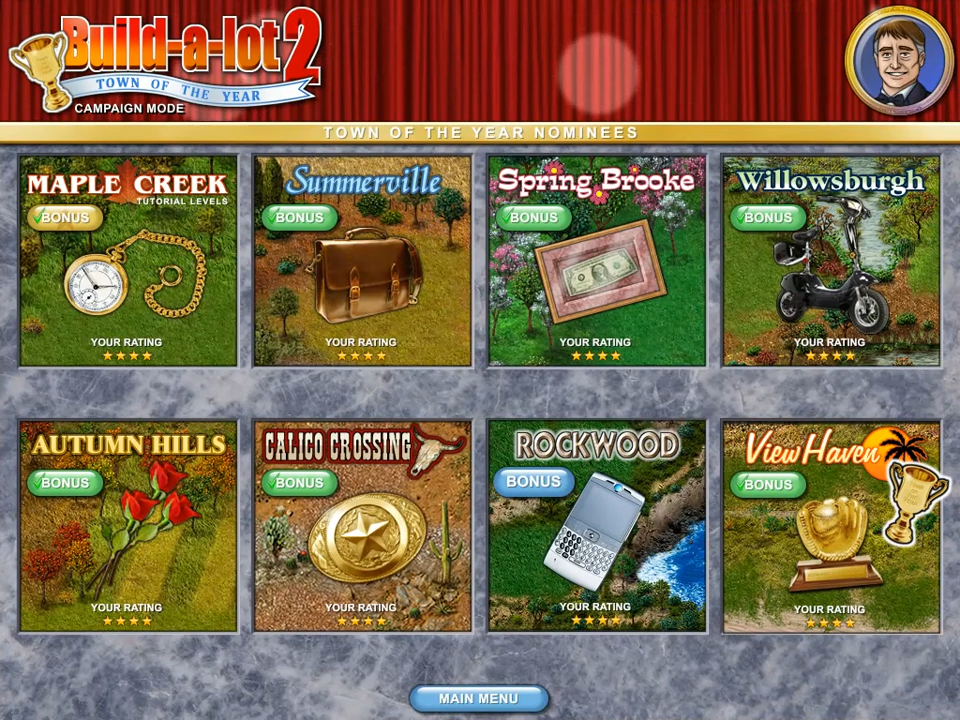 Build-a-lot 2
TOWN OF THE YEAR
CAMPAIGN MODE
TOWN OF THE YEAR NOMINEES
MAPLE CREEK
TUTORIAL LEVELS
BONUS
YOUR RATING
Summerville
BONUS
YOUR RATING
Spring Brooke
BONUS
YOUR RATING
Willowsburgh
BONUS
YOUR RATING
AUTUMN HILLS
BONUS
YOUR RATING
CALICO CROSSING
BONUS
YOUR RATING
ROCKWOOD
BONUS
YOUR RATING
View Haven
BONUS
YOUR RATING
MAIN MENU